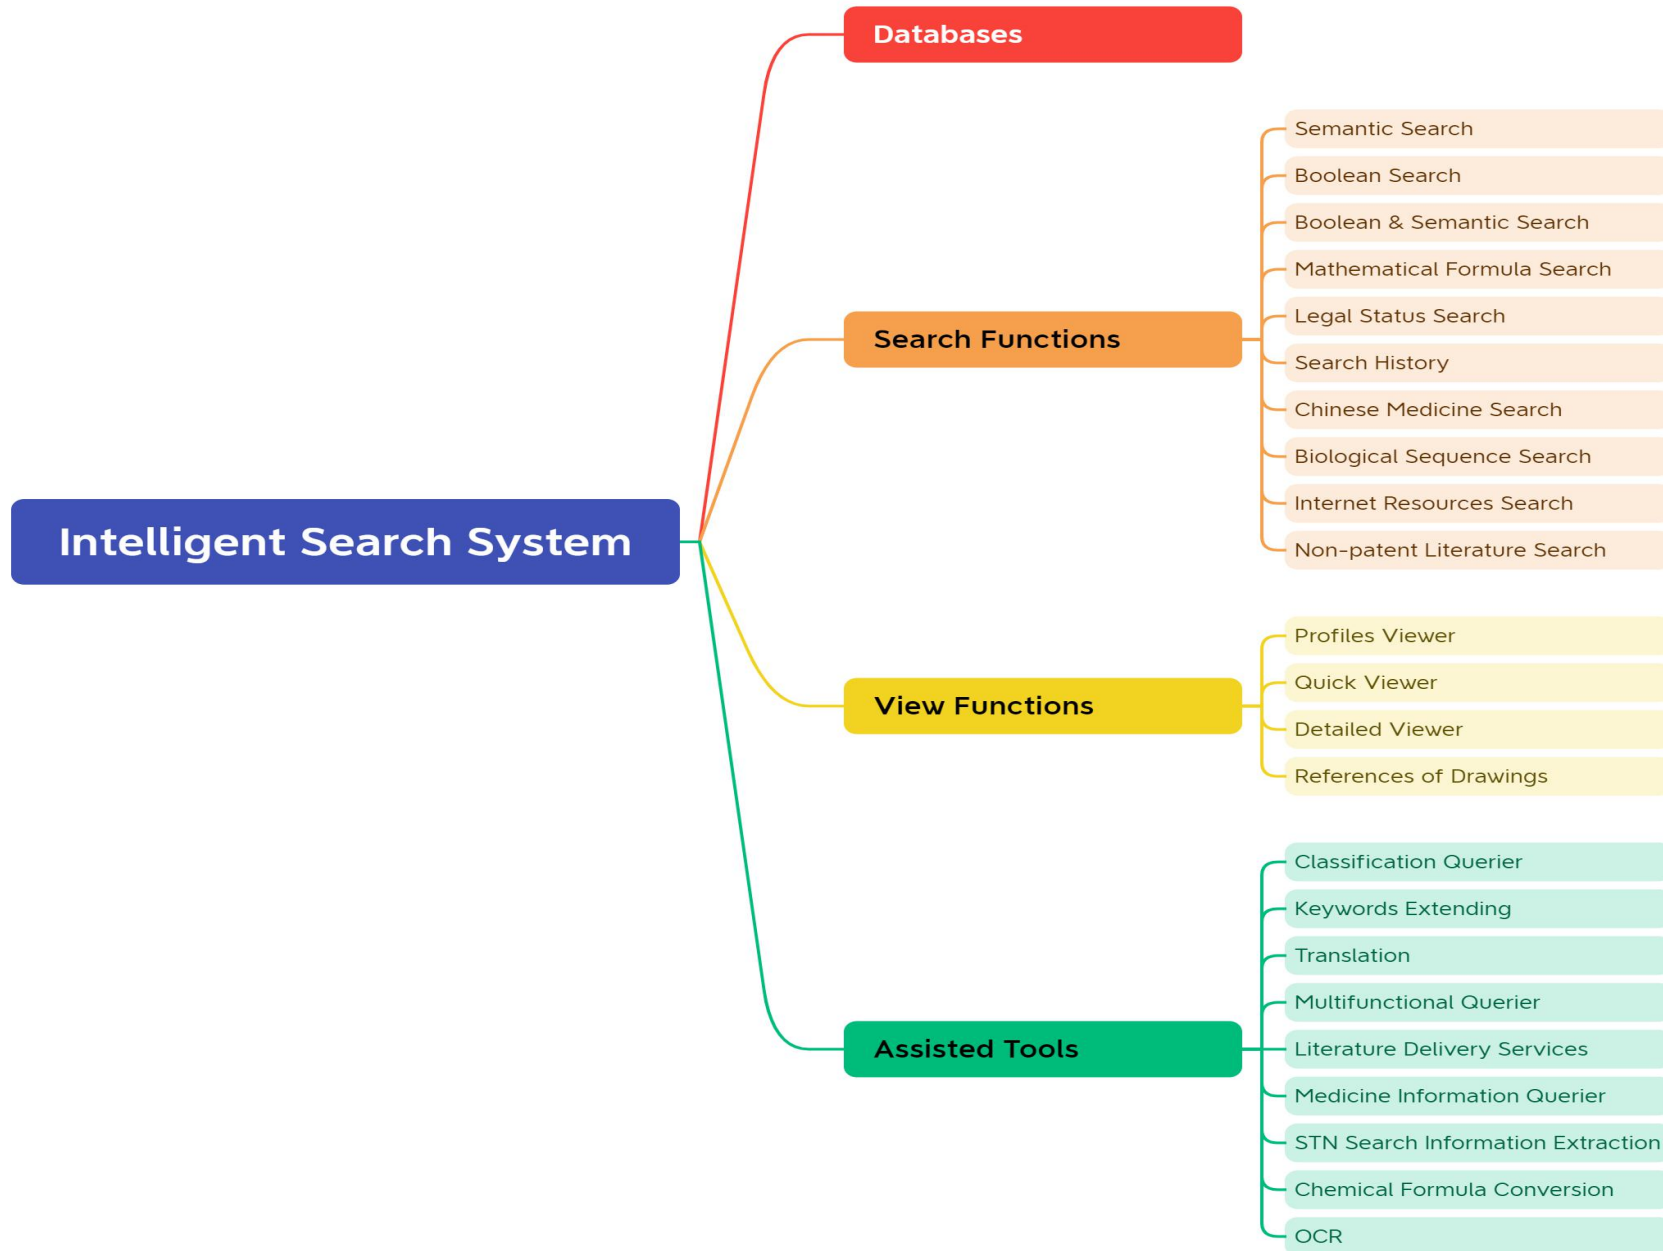 Databases
Semantic Search
Boolean Search
Boolean & Semantic Search
Mathematical Formula Search
Legal Status Search
Search Functions
Search History
Chinese Medicine Search
Biological Sequence Search
Internet Resources Search
Non-patent Literature Search
Intelligent Search System
Profiles Viewer
Quick Viewer
View Functions
Detailed Viewer
References of Drawings
Classification Querier
Keywords Extending
Translation
Multifunctional Querier
Assisted Tools
Literature Delivery Services
Medicine Information Querier
STN Search Information Extraction
Chemical Formula Conversion
OCR